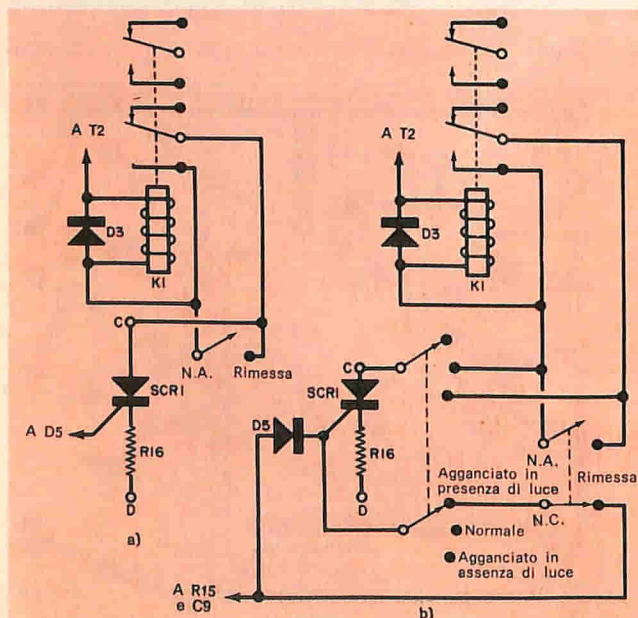 A T2
D3
K1
C
N.A.
Rimessa
SCR1
A D5
R16
D
a)
A T2
D3
K1
C
SCR1
D5
R16
D
N.A.
Rimessa
Agganciato in
presenza di luce
N.C.
Normale
Agganciato in
assenza di luce
A R15
e C9
b)